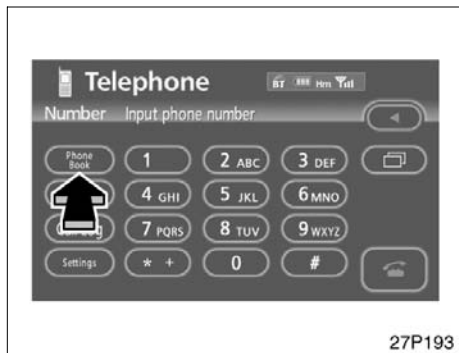 Telephone
BT Hm
Number Input phone number
Phone Book 1 2 ABC 3 DEF
4 GHI 5 JKL 6 MNO
7 PQRS 8 TUV 9 WXYZ
Settings * + 0 #
27P193